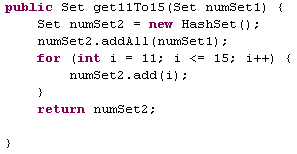 public Set get11To15(Set numSet1) {
    Set numSet2 = new HashSet();
    numSet2.addAll(numSet1);
    for (int i = 11; i <= 15; i++) {
        numSet2.add(i);
    }
    return numSet2;

}